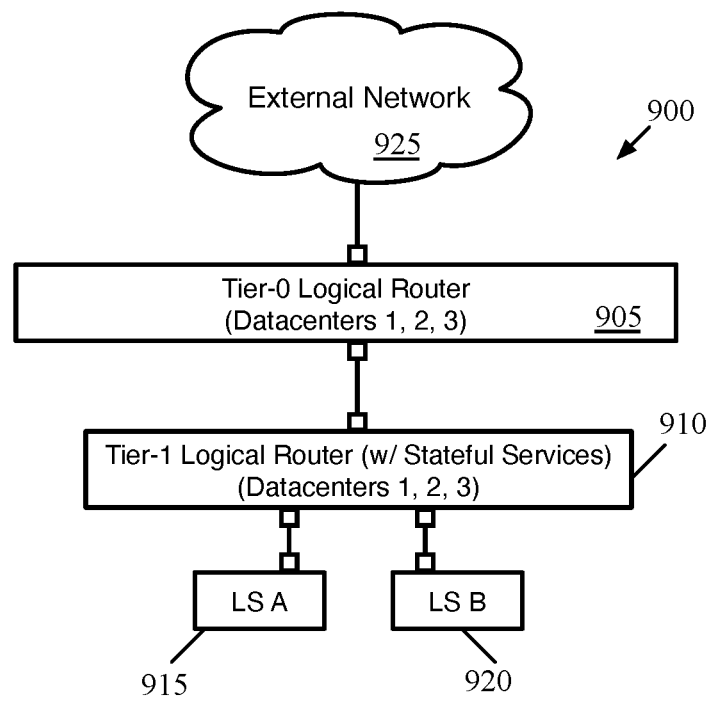 External Network
925
900
Tier-0 Logical Router
(Datacenters 1, 2, 3)
905
910
Tier-1 Logical Router (w/ Stateful Services)
(Datacenters 1, 2, 3)
LS A
LS B
915
920